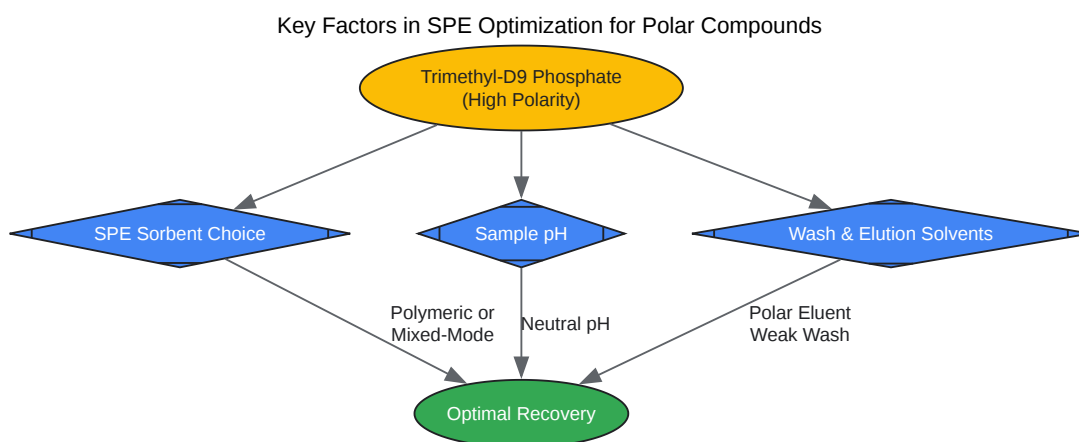 Key Factors in SPE Optimization for Polar Compounds
Trimethyl-D9 Phosphate
(High Polarity)
SPE Sorbent Choice
Sample pH
Wash & Elution Solvents
Polymeric or
Mixed-Mode
Neutral pH
Polar Eluent
Weak Wash
Optimal Recovery